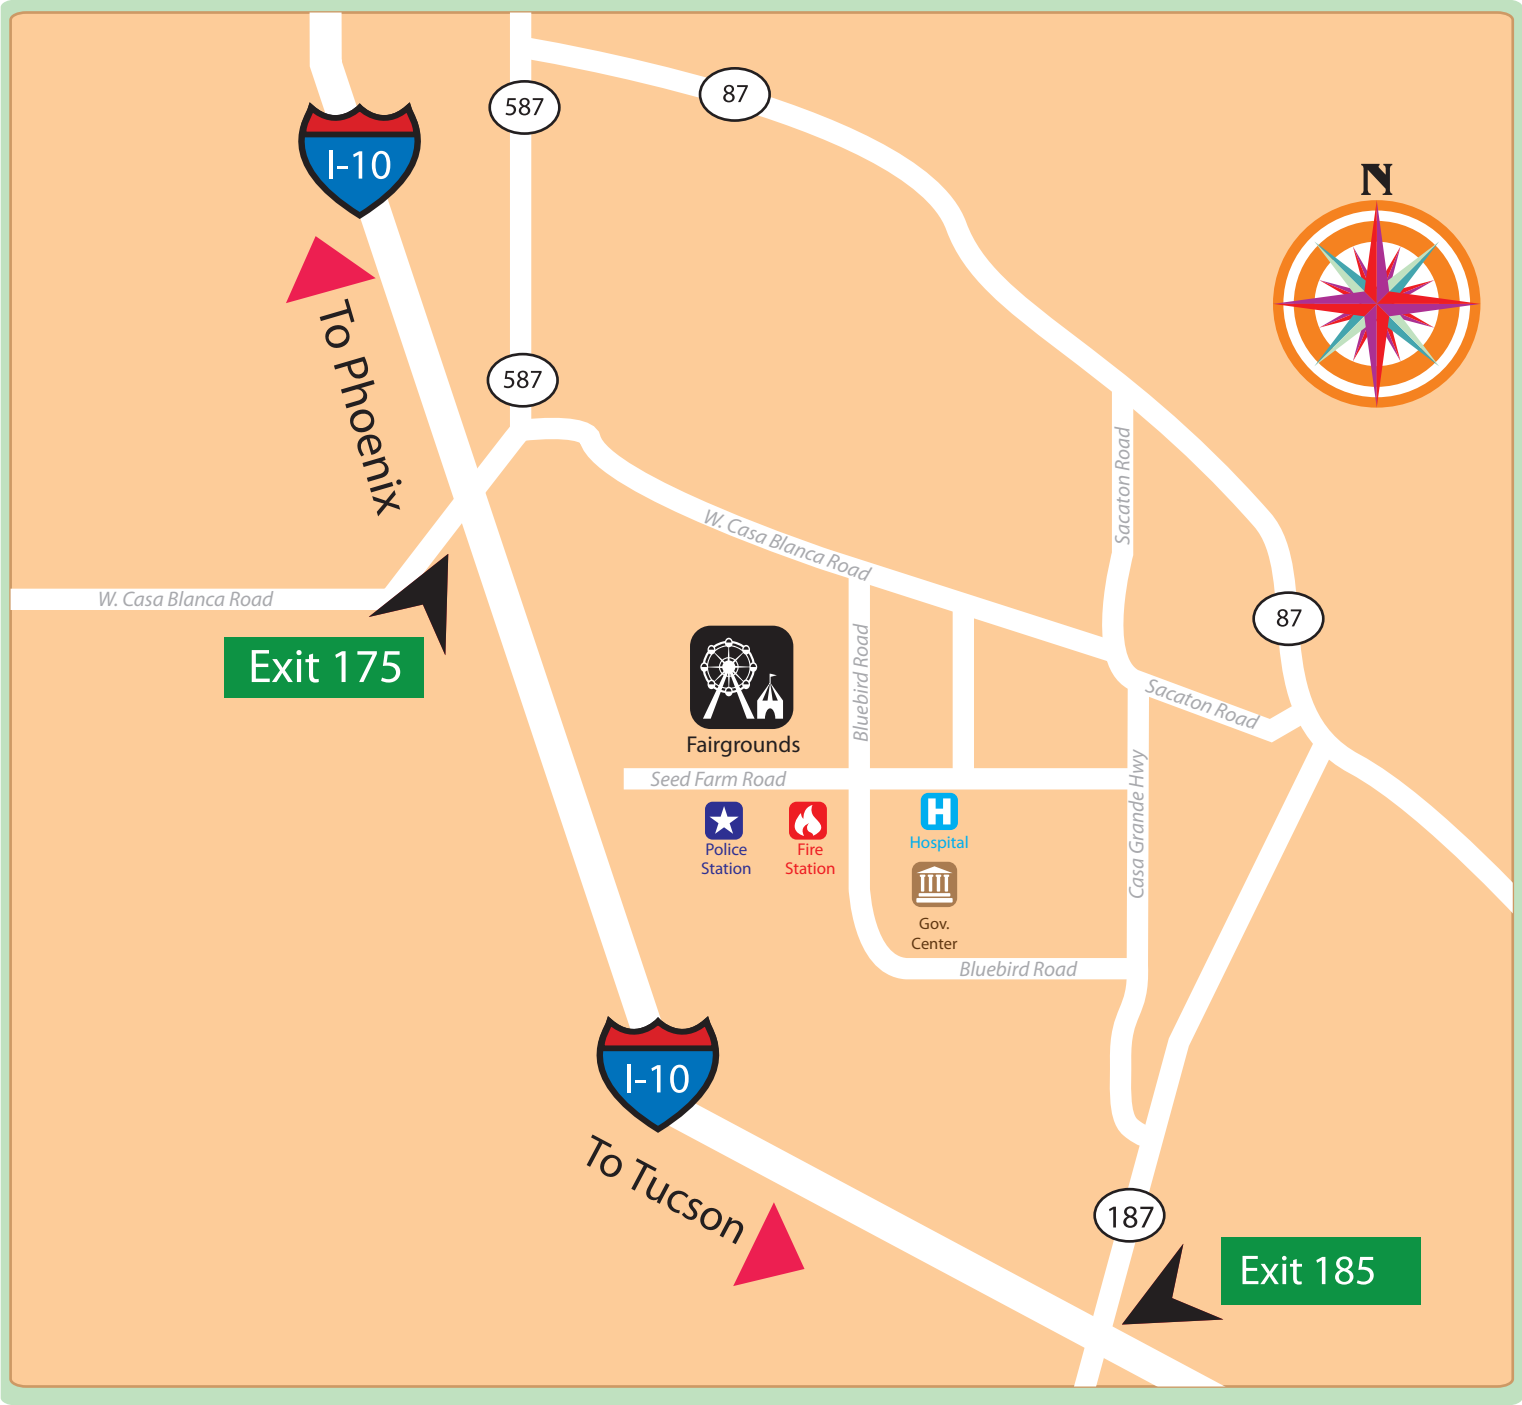 587
87
I-10
N
To Phoenix
587
Sacaton Road
W. Casa Blanca Road
W. Casa Blanca Road
87
Exit 175
Bluebird Road
Sacaton Road
Fairgrounds
Seed Farm Road
Casa Grande Hwy
H
Police
Station
Fire
Station
Hospital
Gov.
Center
Bluebird Road
I-10
To Tucson
187
Exit 185